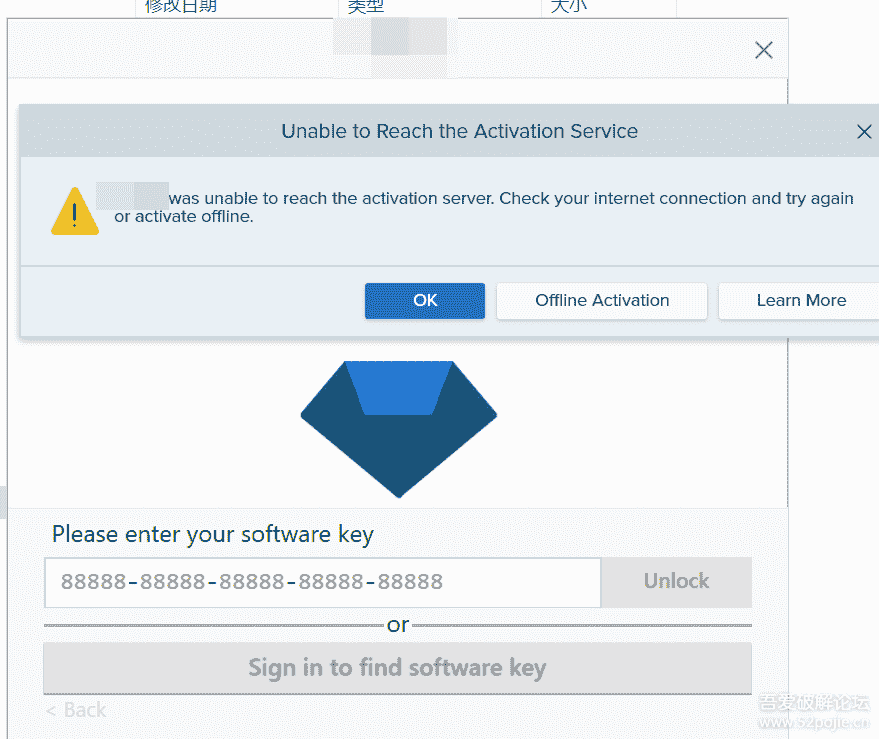 修改日期 类型 大小
Unable to Reach the Activation Service
was unable to reach the activation server. Check your internet connection and try again
or activate offline.
OK Offline Activation Learn More
Please enter your software key
88888-88888-88888-88888-88888 Unlock
or
Sign in to find software key
< Back
吾爱破解论坛
www.52pojie.cn